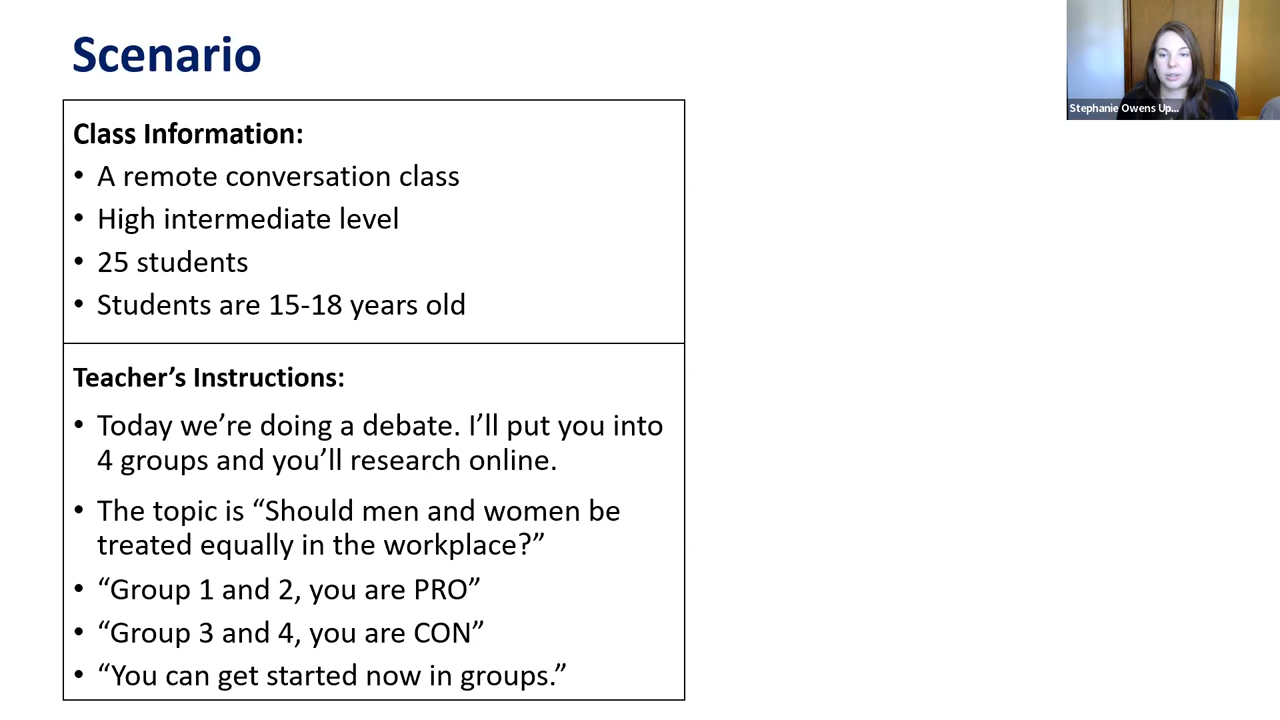 Scenario
Stephanie Owens Up...
Class Information:
• A remote conversation class
• High intermediate level
• 25 students
• Students are 15-18 years old
Teacher’s Instructions:
• Today we’re doing a debate. I’ll put you into
4 groups and you’ll research online.
• The topic is “Should men and women be
treated equally in the workplace?”
• “Group 1 and 2, you are PRO”
• “Group 3 and 4, you are CON”
• “You can get started now in groups.”